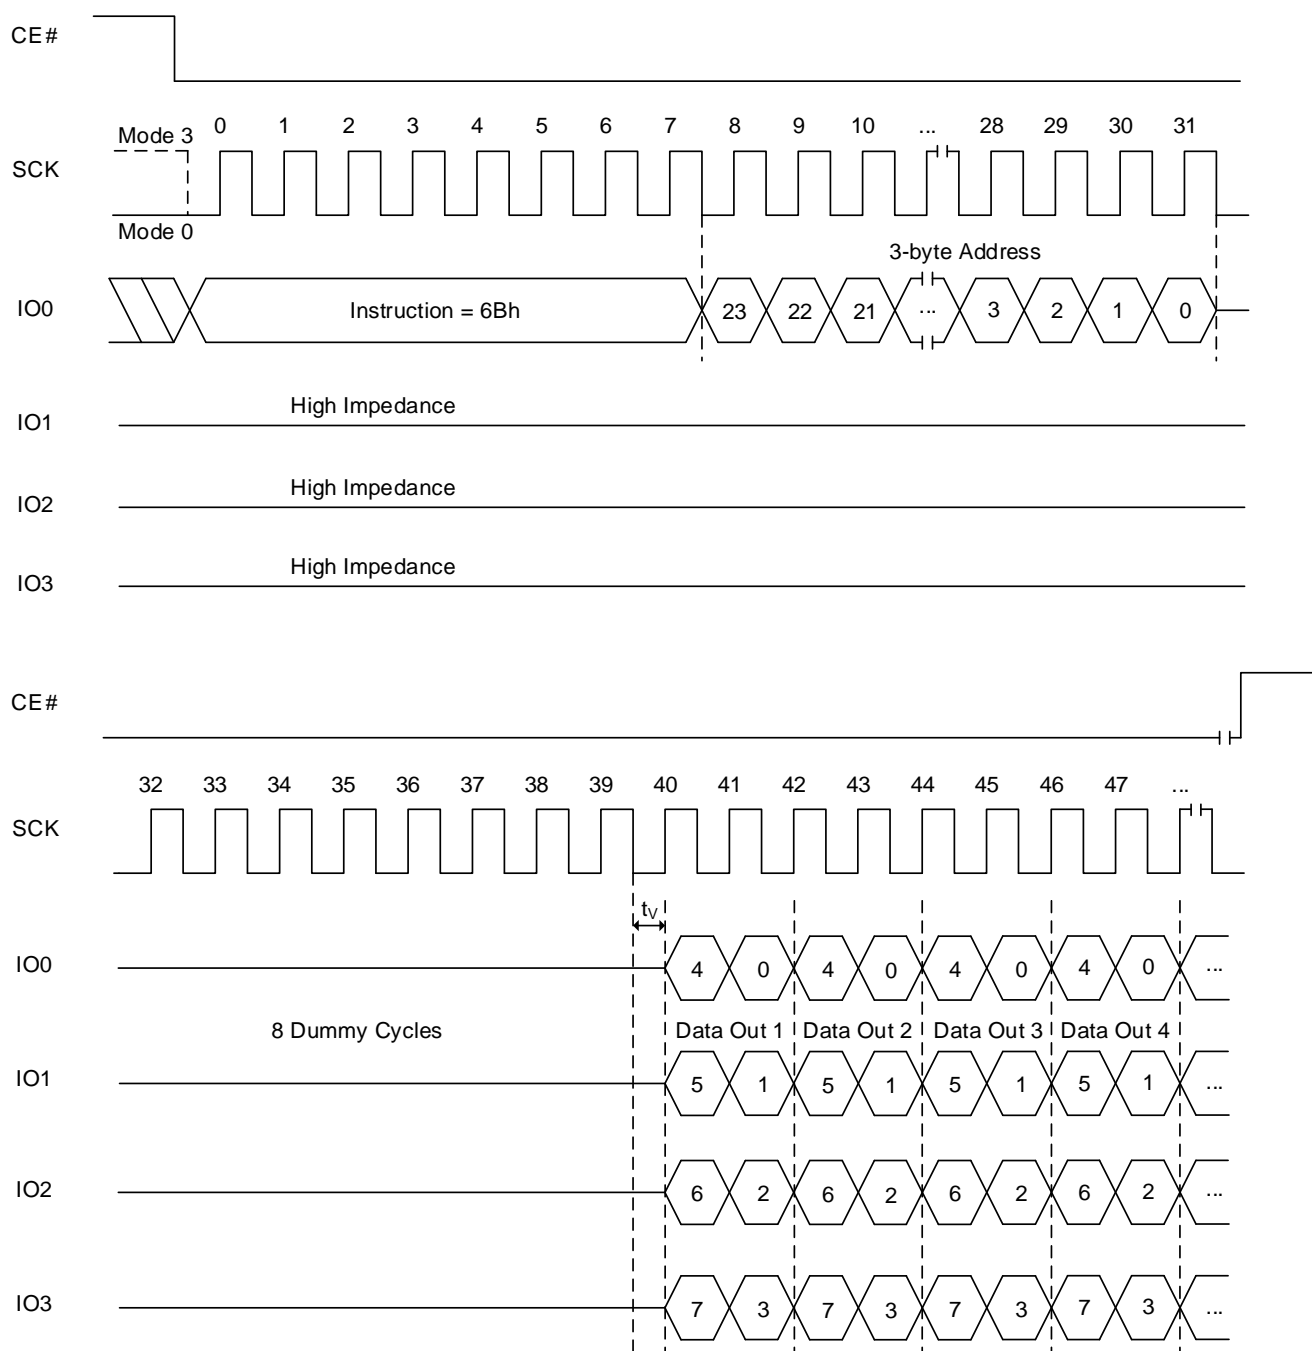 CE#
Mode 3 0 1 2 3 4 5 6 7 8 9 10 ... 28 29 30 31
SCK
Mode 0
3-byte Address
IO0 Instruction = 6Bh 23 22 21 ... 3 2 1 0
High Impedance
IO1
High Impedance
IO2
High Impedance
IO3
CE#
32 33 34 35 36 37 38 39 40 41 42 43 44 45 46 47 ...
SCK
tV
IO0 4 0 4 0 4 0 4 0 ...
8 Dummy Cycles Data Out 1 Data Out 2 Data Out 3 Data Out 4
IO1 5 1 5 1 5 1 5 1 ...
IO2 6 2 6 2 6 2 6 2 ...
IO3 7 3 7 3 7 3 7 3 ...